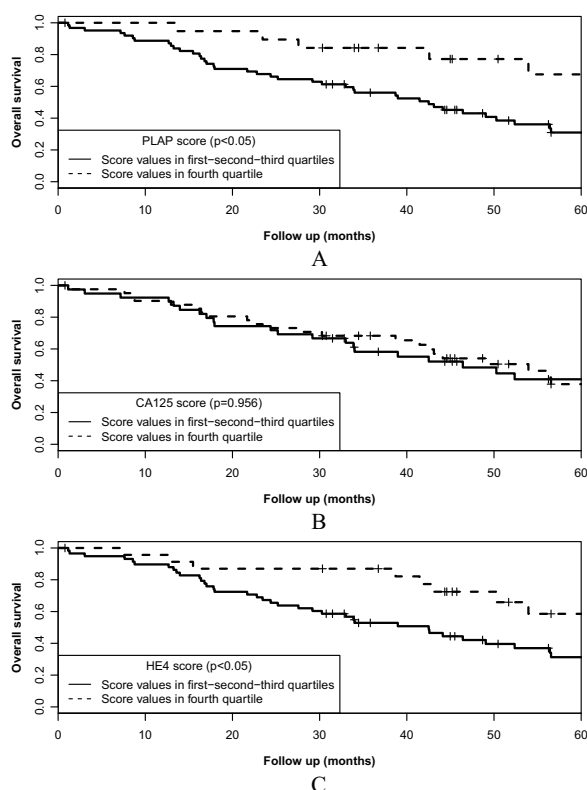 1.0
0.8
0.6
0.4
0.2
0.0
Overall survival
PLAP score (p<0.05)
Score values in first−second−third quartiles
Score values in fourth quartile
0 10 20 30 40 50 60
Follow up (months)
A
1.0
0.8
0.6
0.4
0.2
0.0
Overall survival
CA125 score (p=0.956)
Score values in first−second−third quartiles
Score values in fourth quartile
0 10 20 30 40 50 60
Follow up (months)
B
1.0
0.8
0.6
0.4
0.2
0.0
Overall survival
HE4 score (p<0.05)
Score values in first−second−third quartiles
Score values in fourth quartile
0 10 20 30 40 50 60
Follow up (months)
C